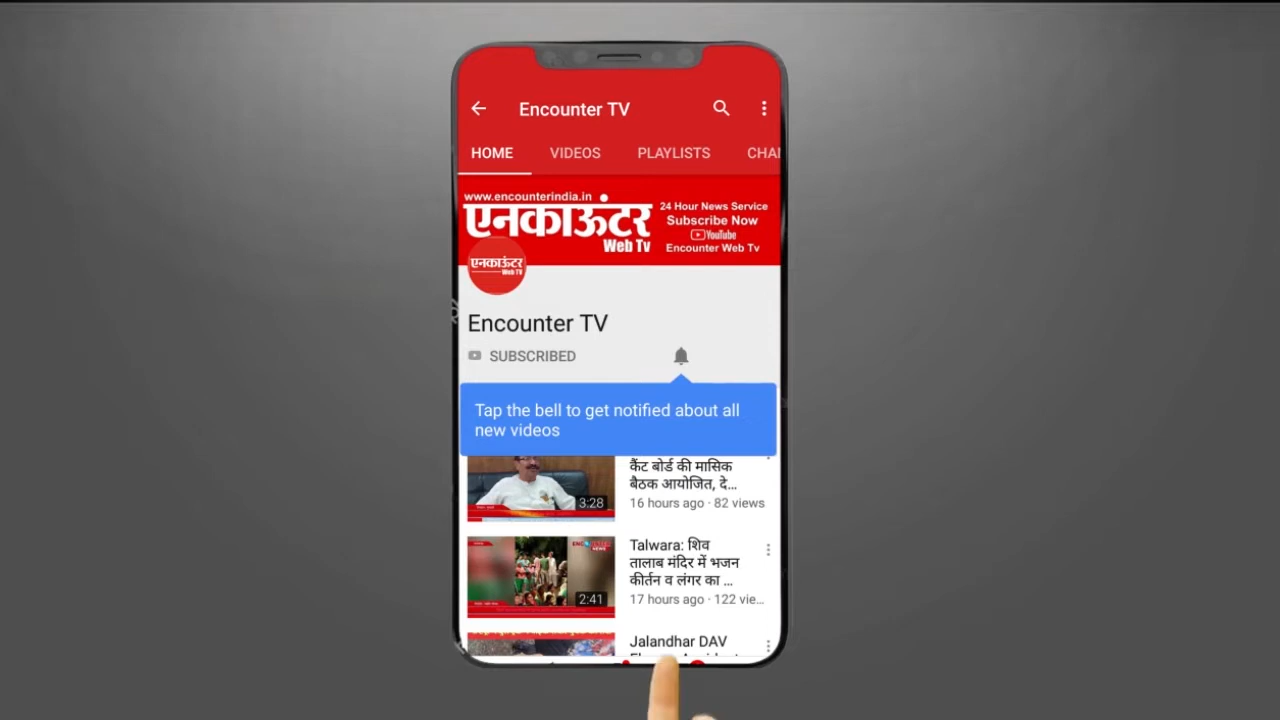 Encounter TV
HOME VIDEOS PLAYLISTS CHA
www.encounterindia.in
एनकाऊंटर
Web Tv
24 Hour News Service
Subscribe Now
YouTube
Encounter Web Tv
एनकाऊंटर
Web TV
Encounter TV
SUBSCRIBED
Tap the bell to get notified about all
new videos
कैंट बोर्ड की मासिक
बैठक आयोजित, दे...
16 hours ago · 82 views
3:28
Talwara: शिव
तालाब मंदिर में भजन
कीर्तन व लंगर का ...
17 hours ago · 122 vie...
2:41
Jalandhar DAV